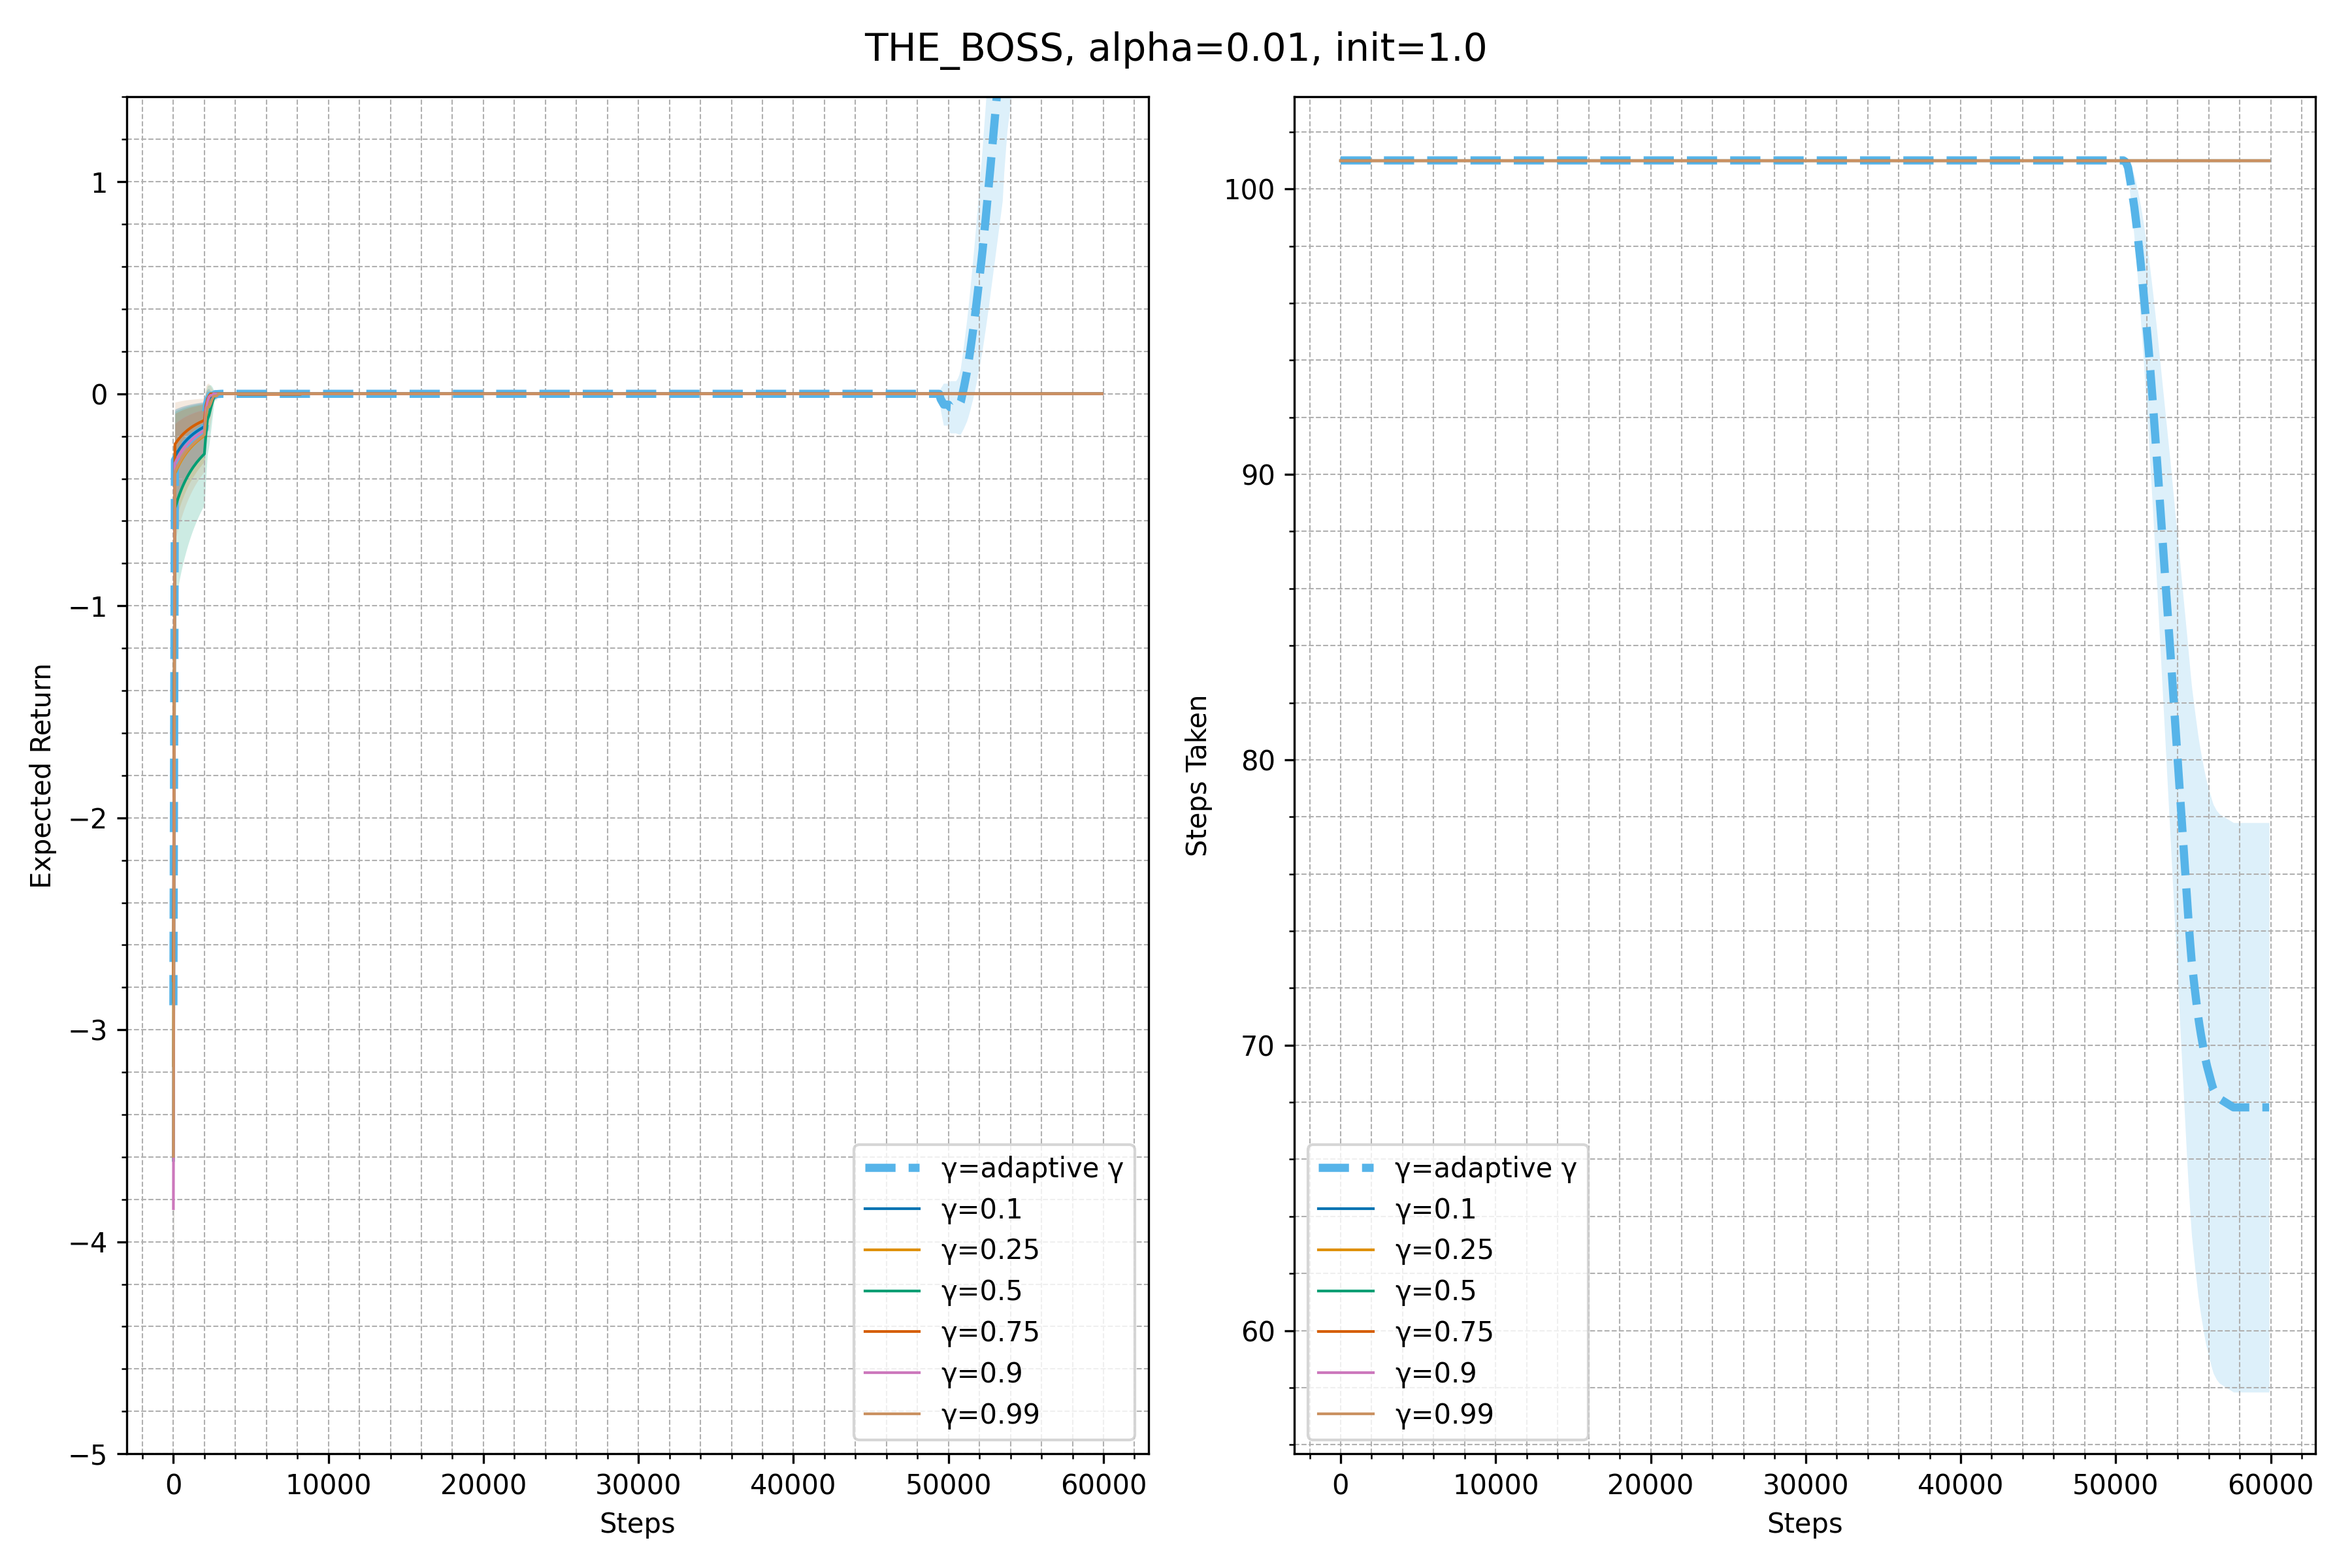 THE_BOSS, alpha=0.01, init=1.0
Expected Return
1
0
−1
−2
−3
−4
−5
0 10000 20000 30000 40000 50000 60000
Steps
γ=adaptive γ
γ=0.1
γ=0.25
γ=0.5
γ=0.75
γ=0.9
γ=0.99
Steps Taken
100
90
80
70
60
0 10000 20000 30000 40000 50000 60000
Steps
γ=adaptive γ
γ=0.1
γ=0.25
γ=0.5
γ=0.75
γ=0.9
γ=0.99